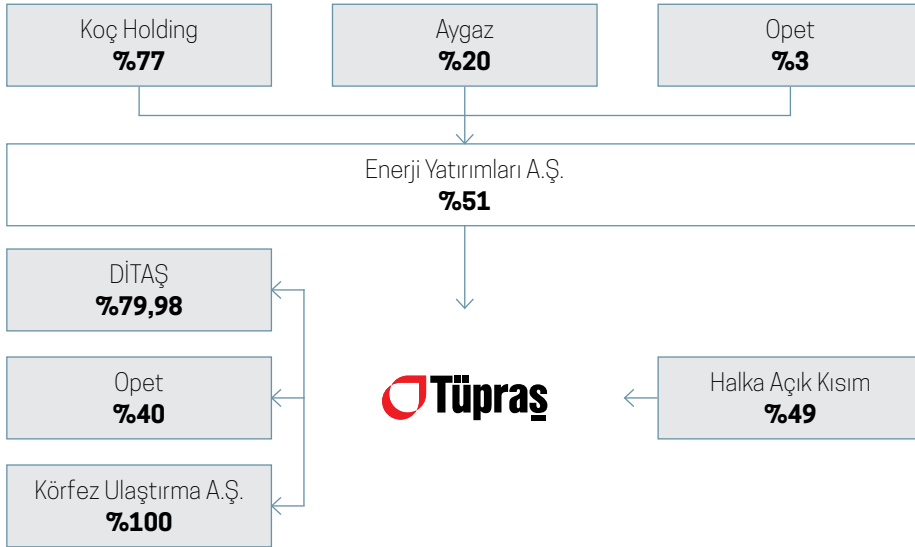 Koç Holding
%77
Aygaz
%20
Opet
%3
Enerji Yatırımları A.Ş.
%51
DİTAŞ
%79,98
Opet
%40
Körfez Ulaştırma A.Ş.
%100
Tüpraş
Halka Açık Kısım
%49